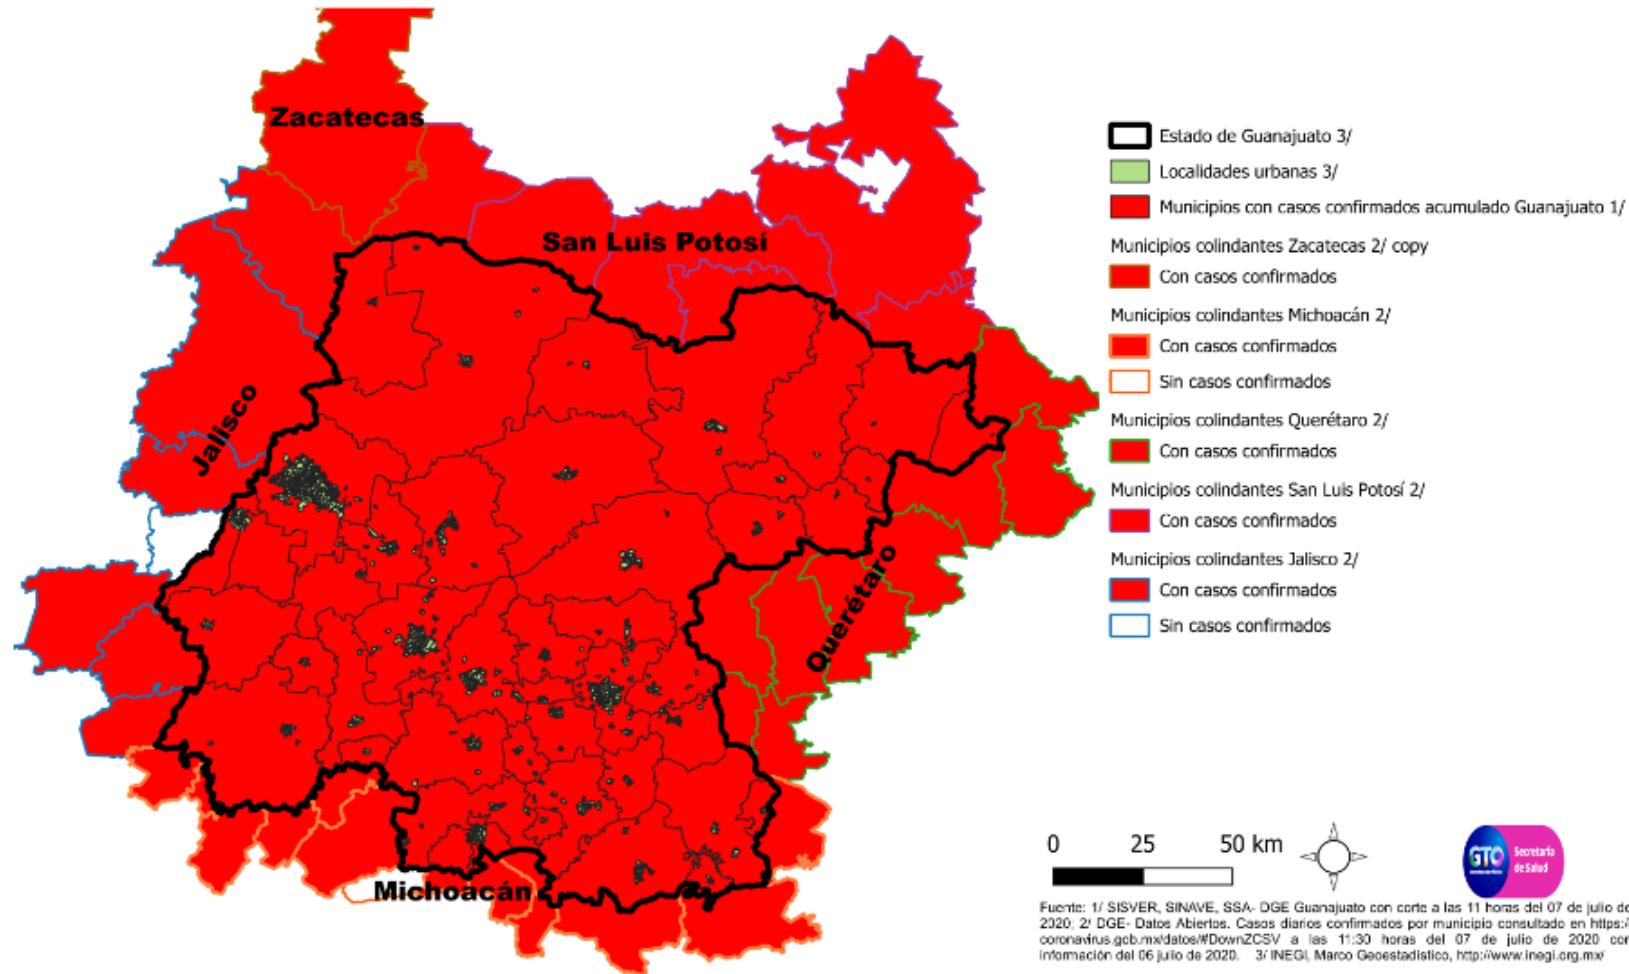 Zacatecas
San Luis Potosí
Jalisco
Querétaro
Michoacán
Estado de Guanajuato 3/
Localidades urbanas 3/
Municipios con casos confirmados acumulado Guanajuato 1/
Municipios colindantes Zacatecas 2/ copy
Con casos confirmados
Municipios colindantes Michoacán 2/
Con casos confirmados
Sin casos confirmados
Municipios colindantes Querétaro 2/
Con casos confirmados
Municipios colindantes San Luis Potosí 2/
Con casos confirmados
Municipios colindantes Jalisco 2/
Con casos confirmados
Sin casos confirmados
0 25 50 km
GTO
Secretaría
de Salud
Fuente: 1/ SISVER, SINAVE, SSA- DGE Guanajuato con corte a las 11 horas del 07 de julio de
2020; 2/ DGE- Datos Abiertos. Casos diarios confirmados por municipio consultado en https:/
coronavirus.gob.mx/datos/#DownZCSV a las 11:30 horas del 07 de julio de 2020 con
información del 06 julio de 2020. 3/ INEGI, Marco Geoestadístico, http://www.inegi.org.mx/